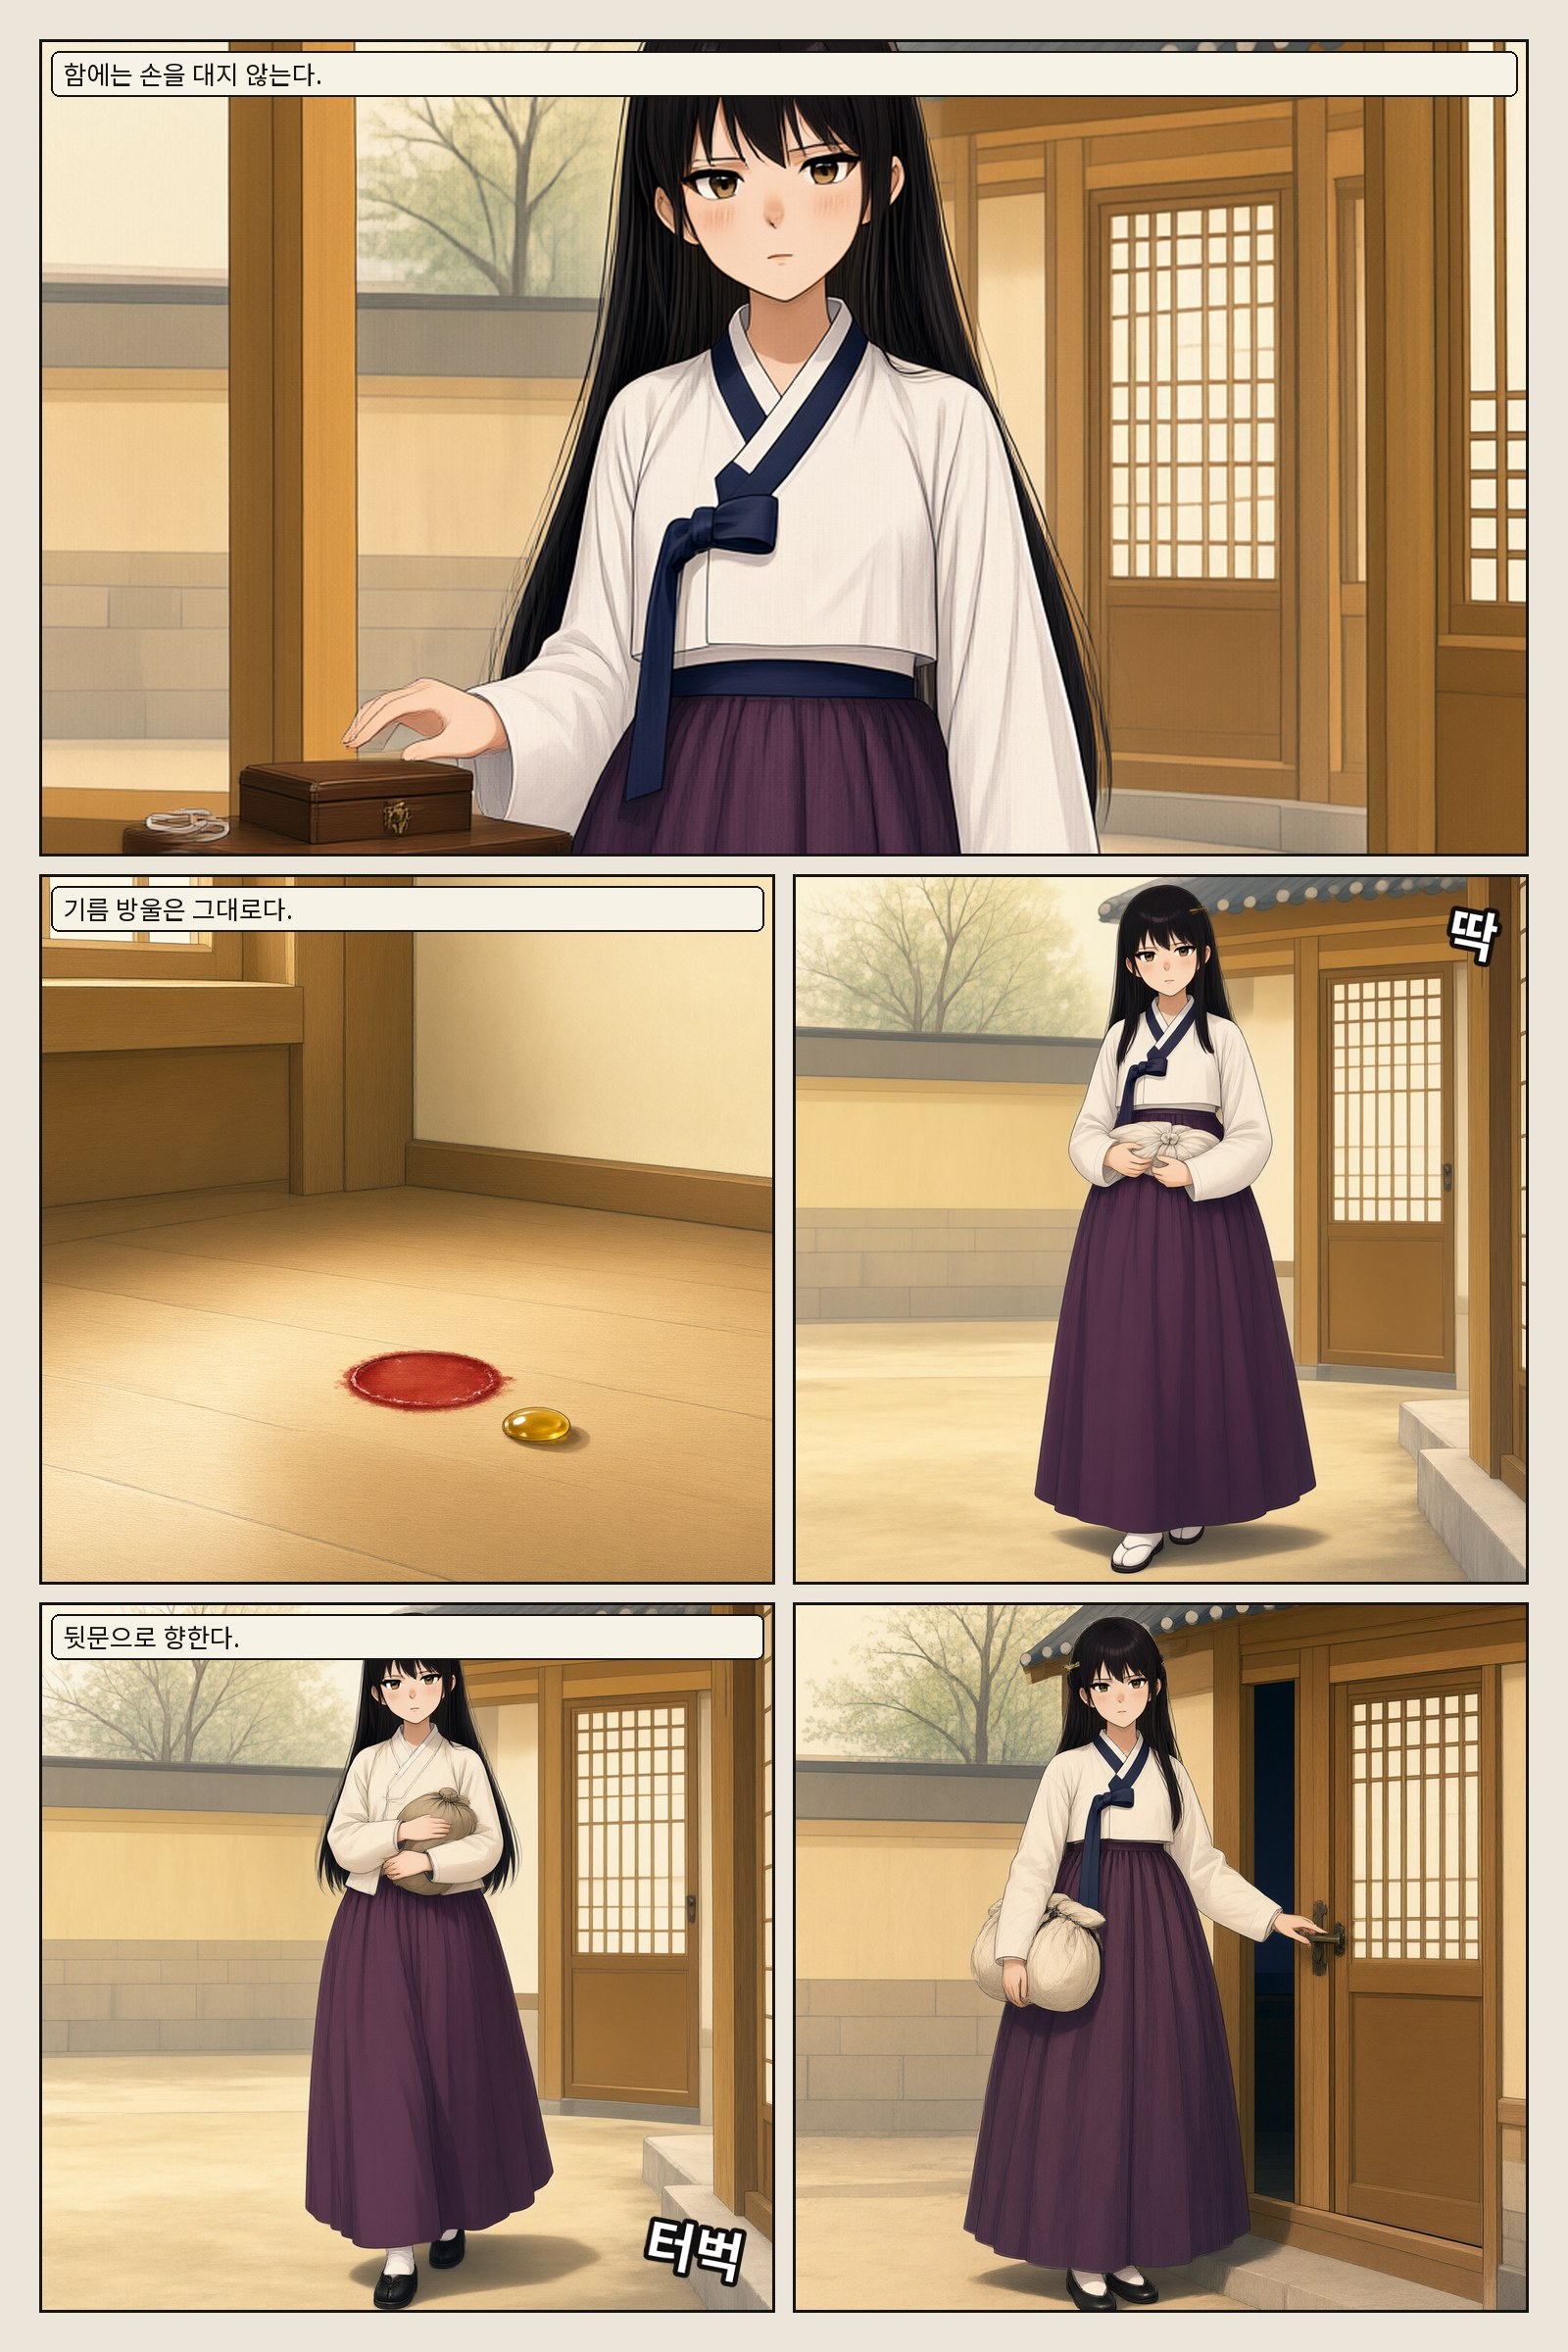 함에는 손을 대지 않는다.
기름 방울은 그대로다.
딱
뒷문으로 향한다.
터벅